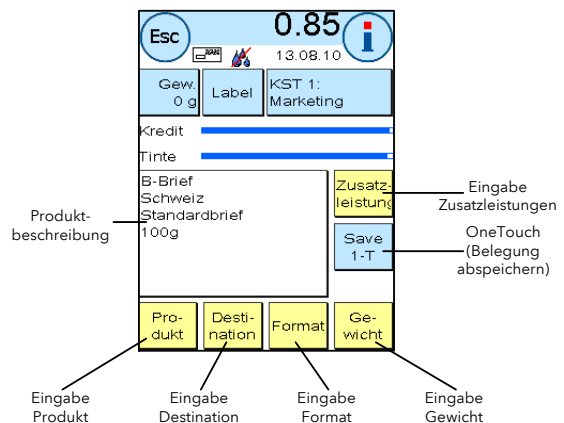 Esc
0.85
i
13.08.10
Gew.
0 g
Label
KST 1:
Marketing
Kredit
Tinte
B-Brief
Schweiz
Standardbrief
100g
Zusatz-
leistung
Save
1-T
Pro-
dukt
Desti-
nation
Format
Ge-
wicht
Produkt-
beschreibung
Eingabe
Zusatzleistungen
OneTouch
(Belegung
abspeichern)
Eingabe
Produkt
Eingabe
Destination
Eingabe
Format
Eingabe
Gewicht